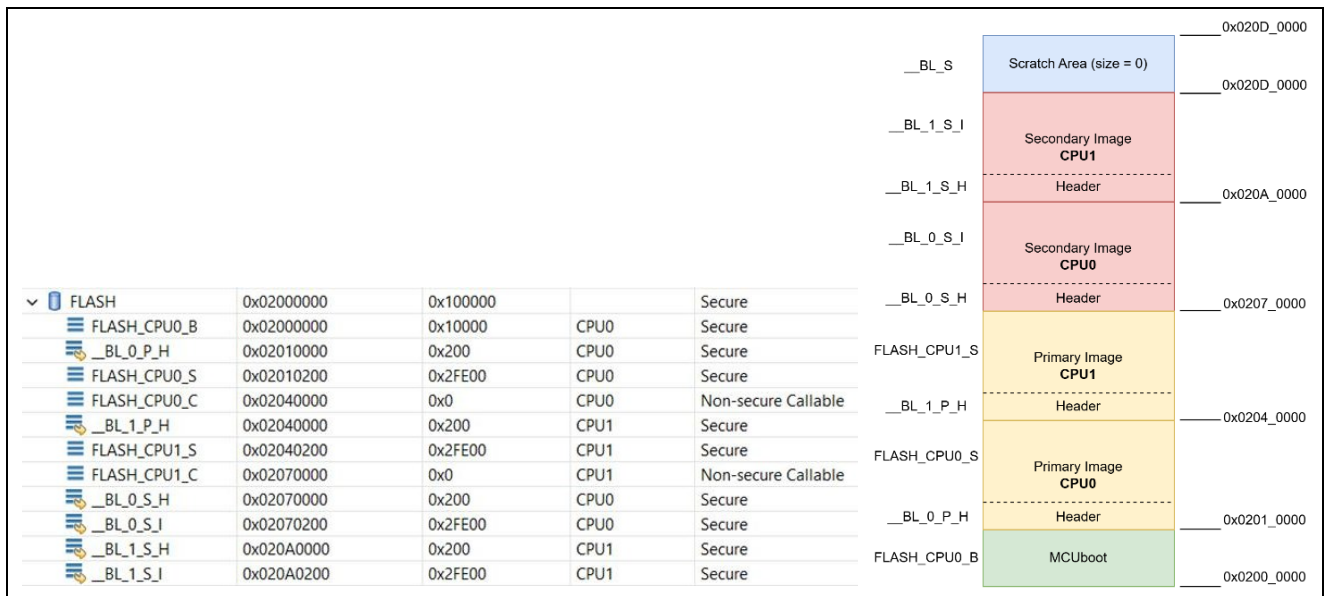 FLASH 0x02000000 0x100000 Secure
FLASH_CPU0_B 0x02000000 0x10000 CPU0 Secure
__BL_0_P_H 0x02010000 0x200 CPU0 Secure
FLASH_CPU0_S 0x02010200 0x2FE00 CPU0 Secure
FLASH_CPU0_C 0x02040000 0x0 CPU0 Non-secure Callable
__BL_1_P_H 0x02040000 0x200 CPU1 Secure
FLASH_CPU1_S 0x02040200 0x2FE00 CPU1 Secure
FLASH_CPU1_C 0x02070000 0x0 CPU1 Non-secure Callable
__BL_0_S_H 0x02070000 0x200 CPU0 Secure
__BL_0_S_I 0x02070200 0x2FE00 CPU0 Secure
__BL_1_S_H 0x020A0000 0x200 CPU1 Secure
__BL_1_S_I 0x020A0200 0x2FE00 CPU1 Secure
0x020D_0000
__BL_S Scratch Area (size = 0)
0x020D_0000
__BL_1_S_I
Secondary Image
CPU1
__BL_1_S_H Header
0x020A_0000
__BL_0_S_I
Secondary Image
CPU0
__BL_0_S_H Header
0x0207_0000
FLASH_CPU1_S
Primary Image
CPU1
__BL_1_P_H Header
0x0204_0000
FLASH_CPU0_S
Primary Image
CPU0
__BL_0_P_H Header
0x0201_0000
FLASH_CPU0_B MCUboot
0x0200_0000